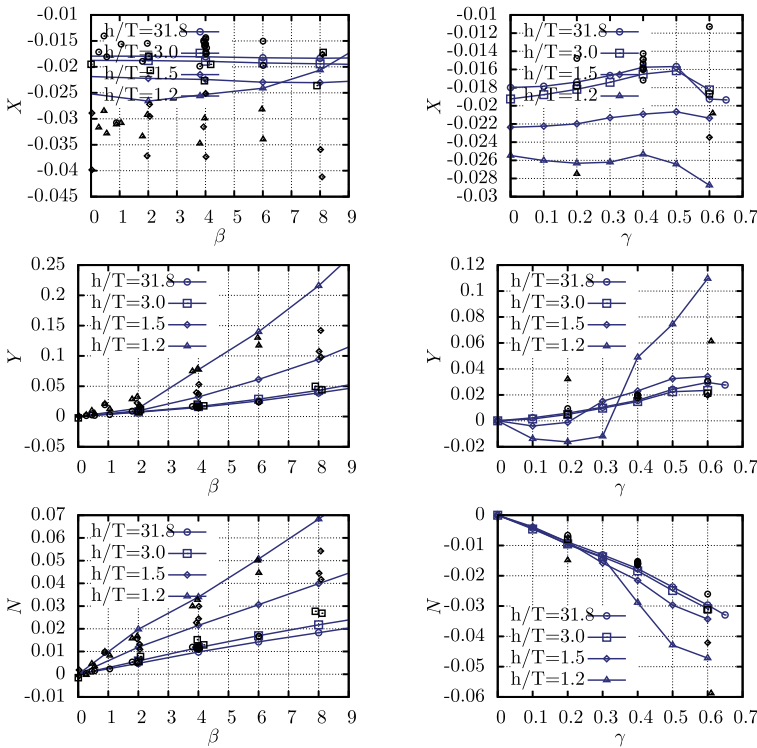 -0.01
-0.015
-0.02
-0.025
-0.03
-0.035
-0.04
-0.045
X
h/T=31.8
h/T=3.0
h/T=1.5
h/T=1.2
0 1 2 3 4 5 6 7 8 9
β
-0.01
-0.012
-0.014
-0.016
-0.018
-0.02
-0.022
-0.024
-0.026
-0.028
-0.03
X
h/T=31.8
h/T=3.0
h/T=1.5
h/T=1.2
0 0.1 0.2 0.3 0.4 0.5 0.6 0.7
γ
0.25
0.2
0.15
0.1
0.05
0
-0.05
Y
h/T=31.8
h/T=3.0
h/T=1.5
h/T=1.2
0 1 2 3 4 5 6 7 8 9
β
0.12
0.1
0.08
0.06
0.04
0.02
0
-0.02
Y
h/T=31.8
h/T=3.0
h/T=1.5
h/T=1.2
0 0.1 0.2 0.3 0.4 0.5 0.6 0.7
γ
0.07
0.06
0.05
0.04
0.03
0.02
0.01
0
-0.01
N
h/T=31.8
h/T=3.0
h/T=1.5
h/T=1.2
0 1 2 3 4 5 6 7 8 9
β
0
-0.01
-0.02
-0.03
-0.04
-0.05
-0.06
N
h/T=31.8
h/T=3.0
h/T=1.5
h/T=1.2
0 0.1 0.2 0.3 0.4 0.5 0.6 0.7
γ